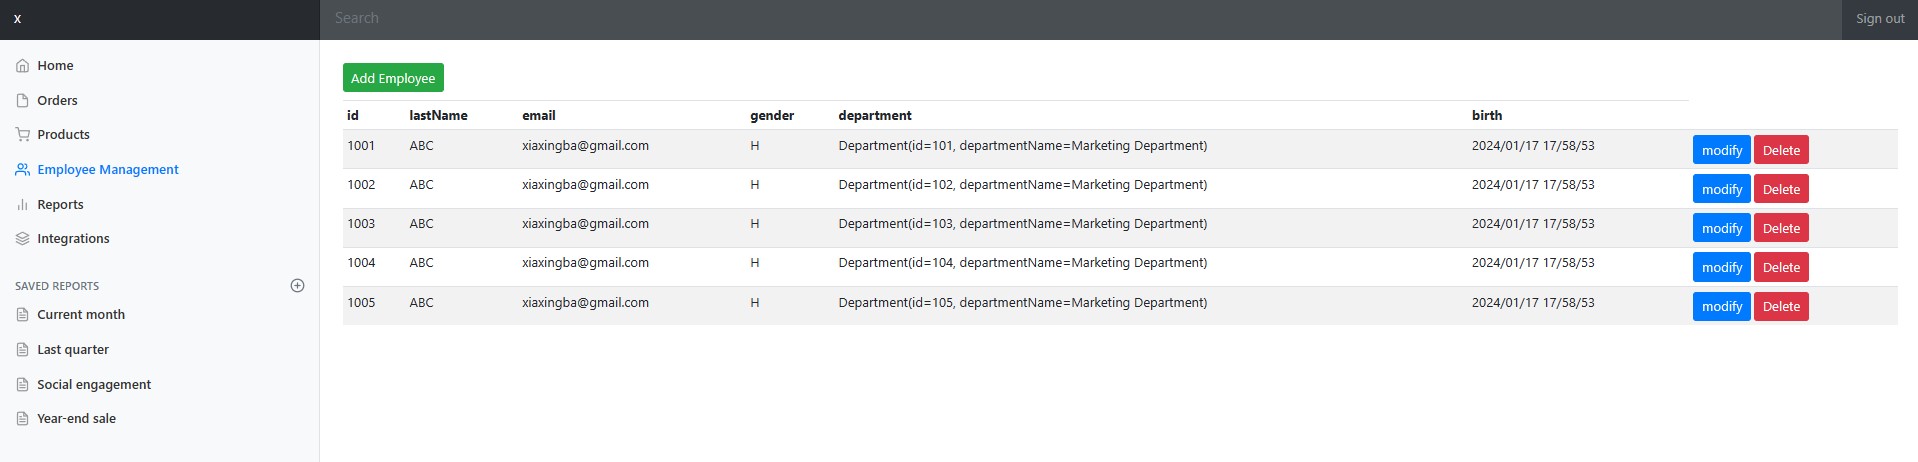 x
Search
Sign out
Home
Orders
Products
Employee Management
Reports
Integrations
SAVED REPORTS
Current month
Last quarter
Social engagement
Year-end sale
Add Employee
id lastName email gender department birth
1001 ABC xiaxingba@gmail.com H Department(id=101, departmentName=Marketing Department) 2024/01/17 17/58/53 modify Delete
1002 ABC xiaxingba@gmail.com H Department(id=102, departmentName=Marketing Department) 2024/01/17 17/58/53 modify Delete
1003 ABC xiaxingba@gmail.com H Department(id=103, departmentName=Marketing Department) 2024/01/17 17/58/53 modify Delete
1004 ABC xiaxingba@gmail.com H Department(id=104, departmentName=Marketing Department) 2024/01/17 17/58/53 modify Delete
1005 ABC xiaxingba@gmail.com H Department(id=105, departmentName=Marketing Department) 2024/01/17 17/58/53 modify Delete